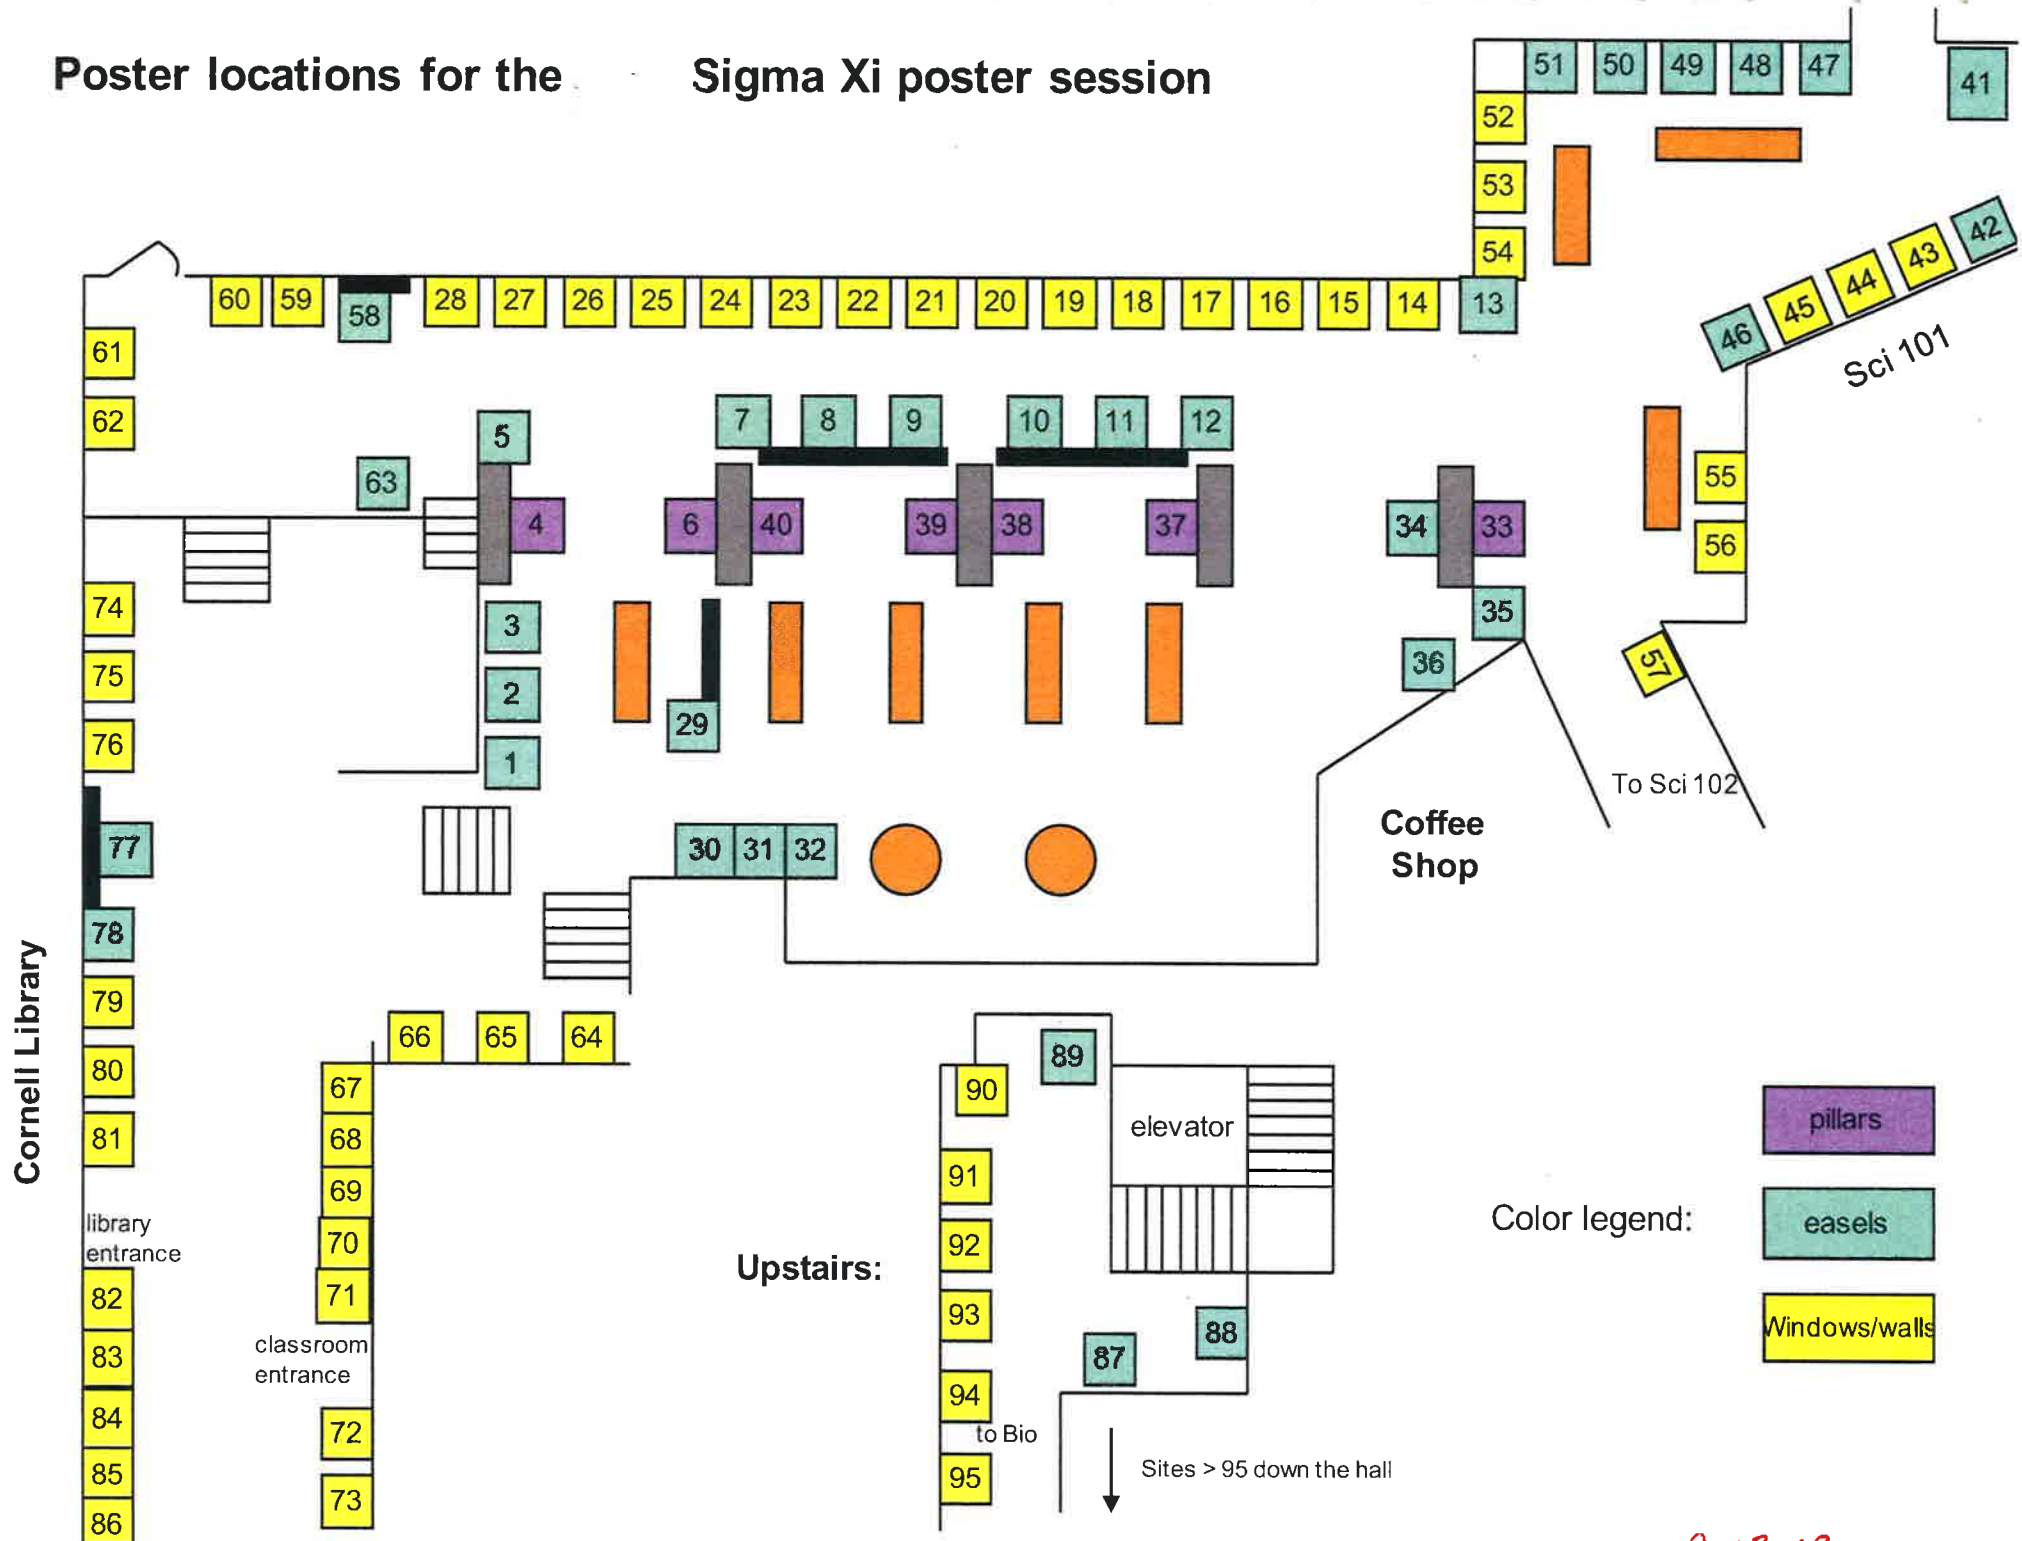 Poster locations for the Sigma Xi poster session
51 50 49 48 47
41
52
53
54
42
43
44
45
46
Sci 101
60 59 58 28 27 26 25 24 23 22 21 20 19 18 17 16 15 14 13
61
62
5
7 8 9 10 11 12
63
4 6 40 39 38 37 34 33
55
56
74
3
35
75
2
36
57
29
76
1
To Sci 102
Coffee
Shop
77
30 31 32
78
79
Cornell Library
66 65 64
80
67
89
90
81
68
elevator
pillars
69
91
library
entrance
70
92
Color legend:
easels
Upstairs:
82
71
93
88
Windows/walls
83
classroom
entrance
87
84
72
94
to Bio
85
73
95
Sites > 95 down the hall
86